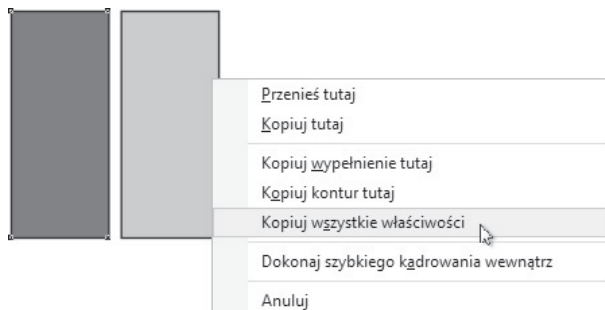 Przenieś tutaj
Kopiuj tutaj
Kopiuj wypełnienie tutaj
Kopiuj kontur tutaj
Kopiuj wszystkie właściwości
Dokonaj szybkiego kadrowania wewnątrz
Anuluj